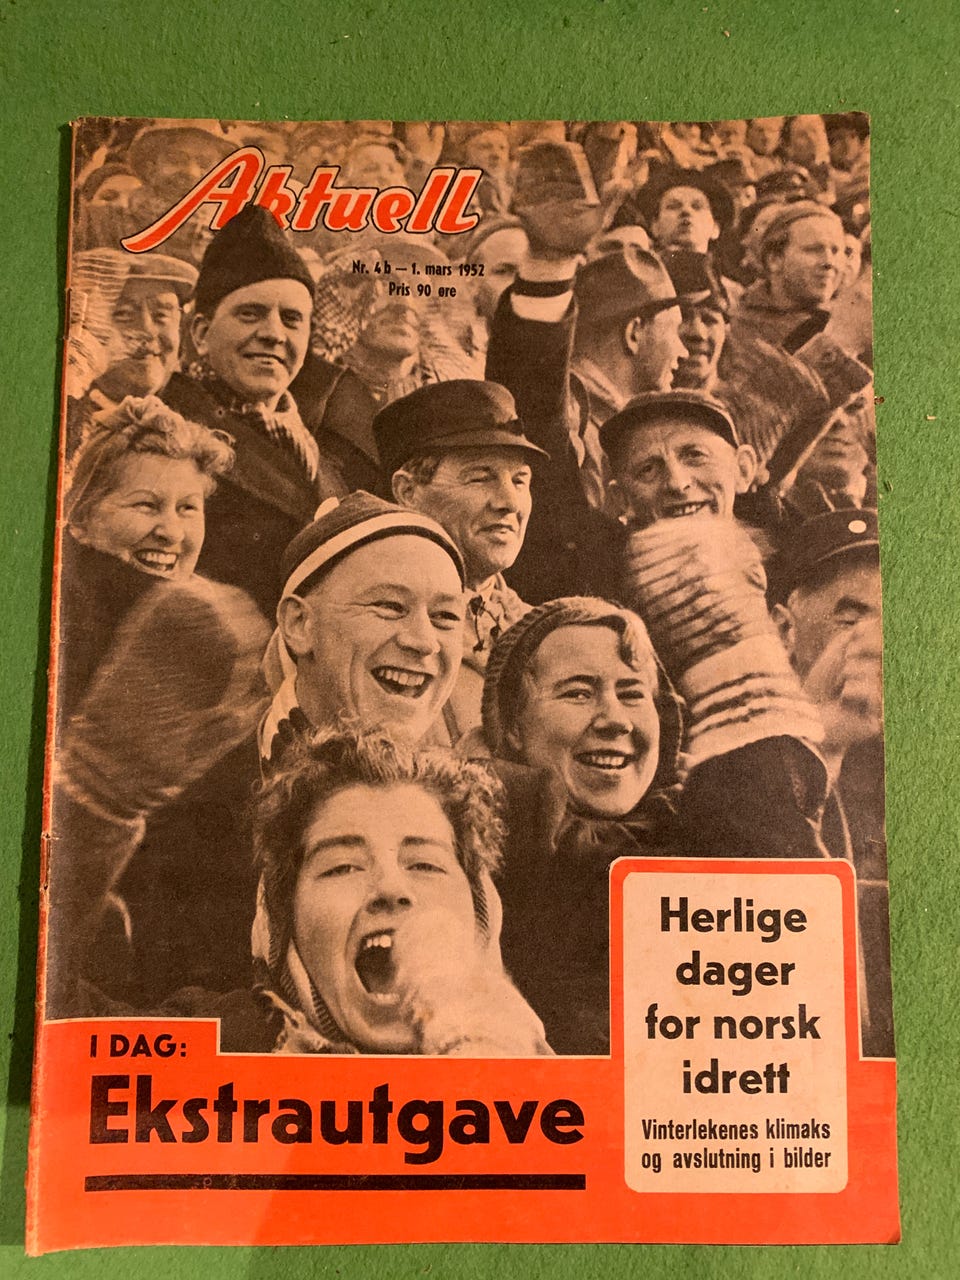 Aktuell
Nr. 4b — 1. mars 1952
Pris 90 øre
Herlige
dager
for norsk
idrett
Vinterlekenes klimaks
og avslutning i bilder
I DAG:
Ekstrautgave